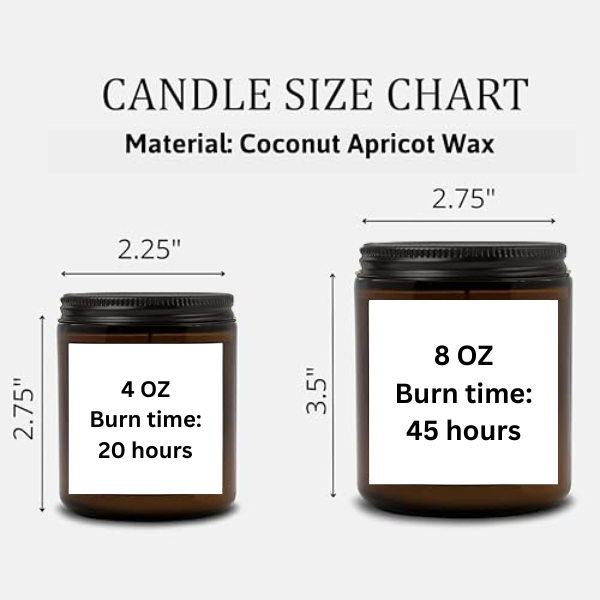 CANDLE SIZE CHART
Material: Coconut Apricot Wax
2.75"
2.25"
2.75"
3.5"
4 OZ
Burn time:
20 hours
8 OZ
Burn time:
45 hours